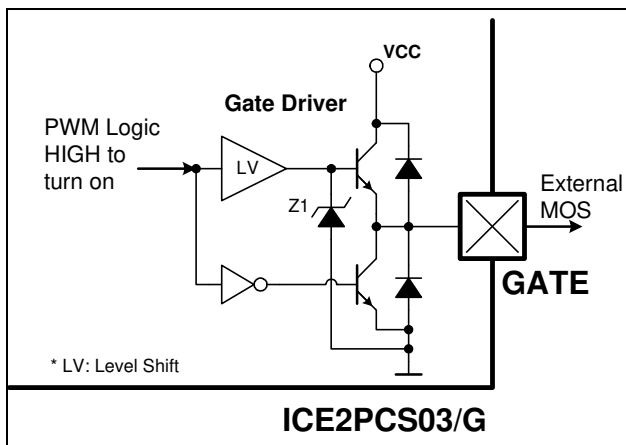 VCC
Gate Driver
PWM Logic
HIGH to
turn on
LV
Z1
External
MOS
GATE
* LV: Level Shift
ICE2PCS03/G